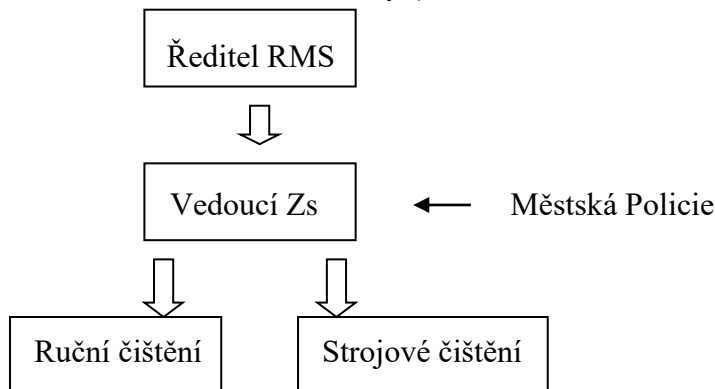 Ředitel RMS
Vedoucí Zs
Městská Policie
Ruční čištění
Strojové čištění